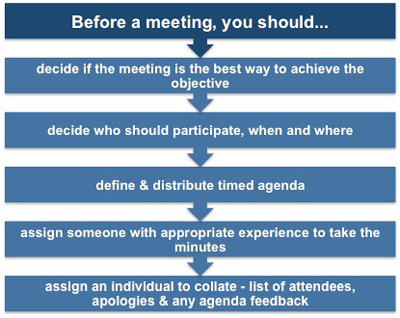 Before a meeting, you should...
decide if the meeting is the best way to achieve the
objective
decide who should participate, when and where
define & distribute timed agenda
assign someone with appropriate experience to take the
minutes
assign an individual to collate - list of attendees,
apologies & any agenda feedback